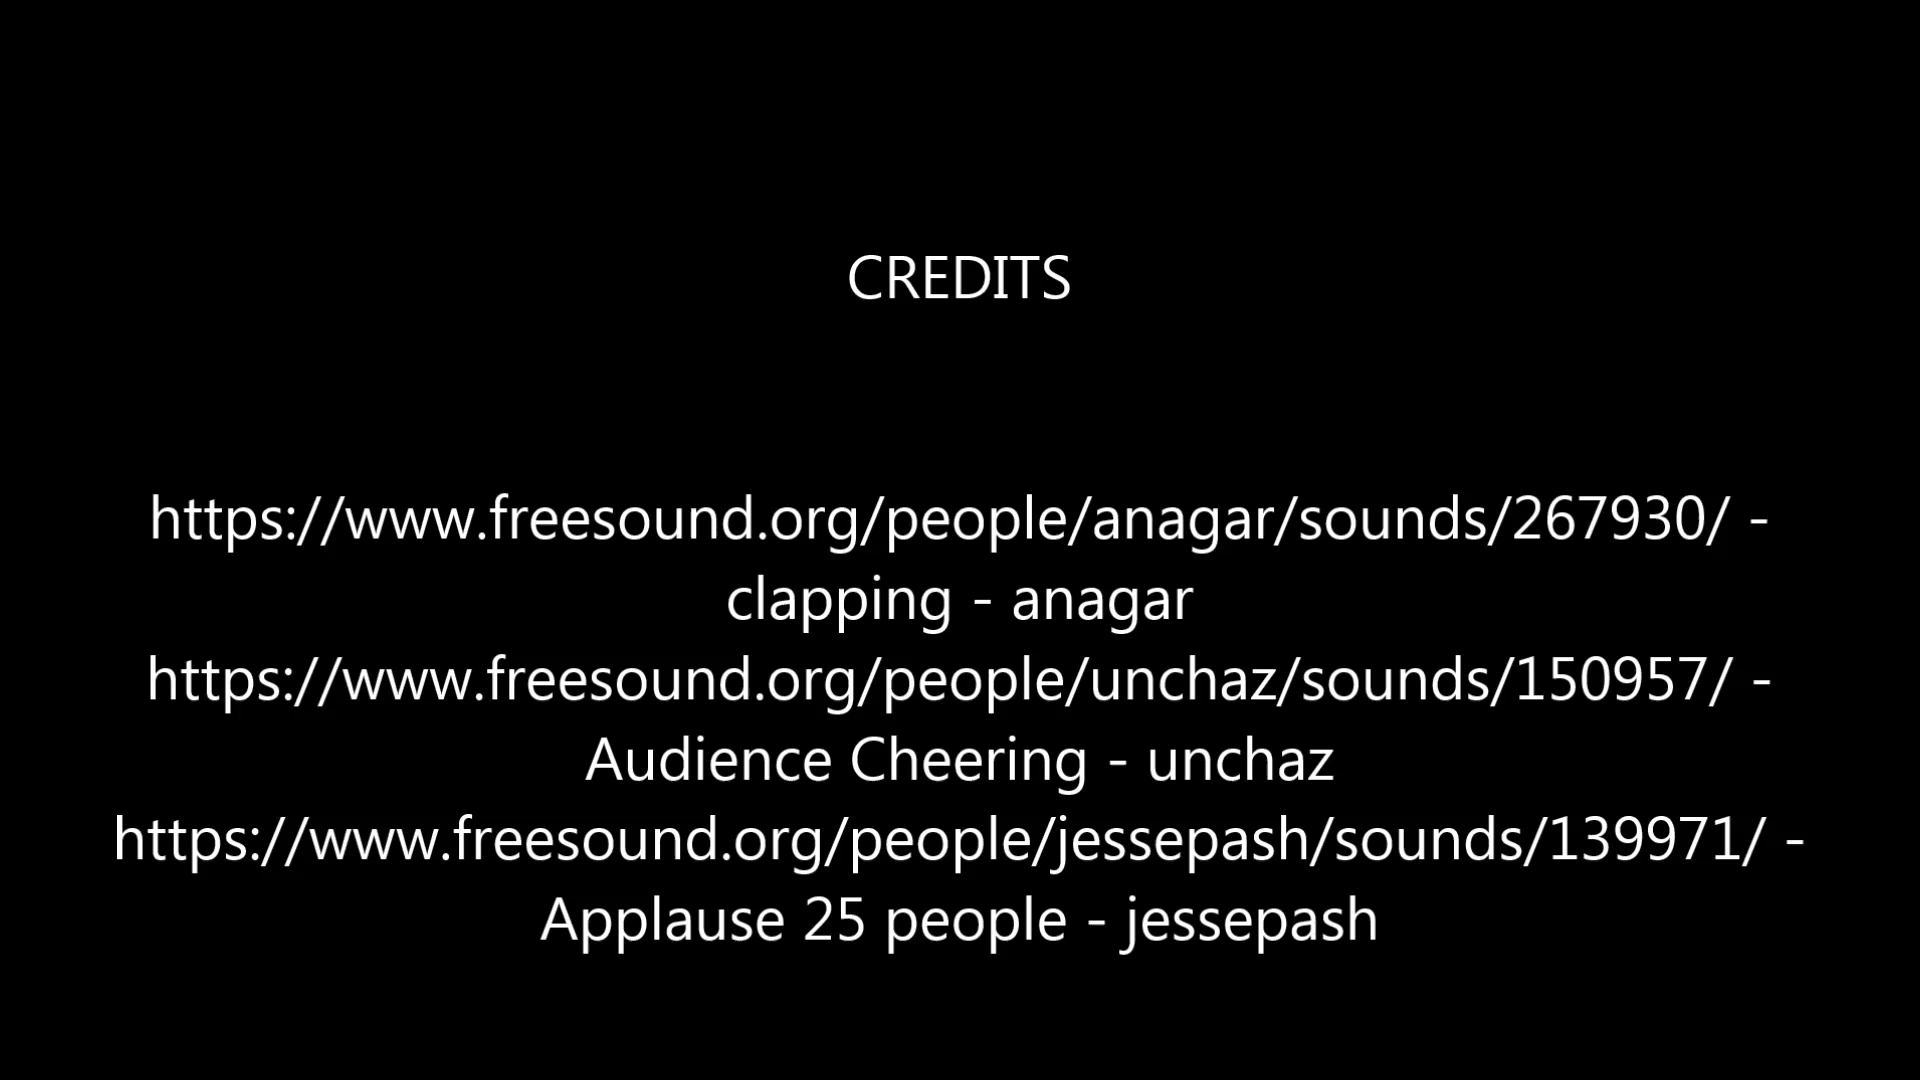 CREDITS
https://www.freesound.org/people/anagar/sounds/267930/ -
clapping - anagar
https://www.freesound.org/people/unchaz/sounds/150957/ -
Audience Cheering - unchaz
https://www.freesound.org/people/jessepash/sounds/139971/ -
Applause 25 people - jessepash